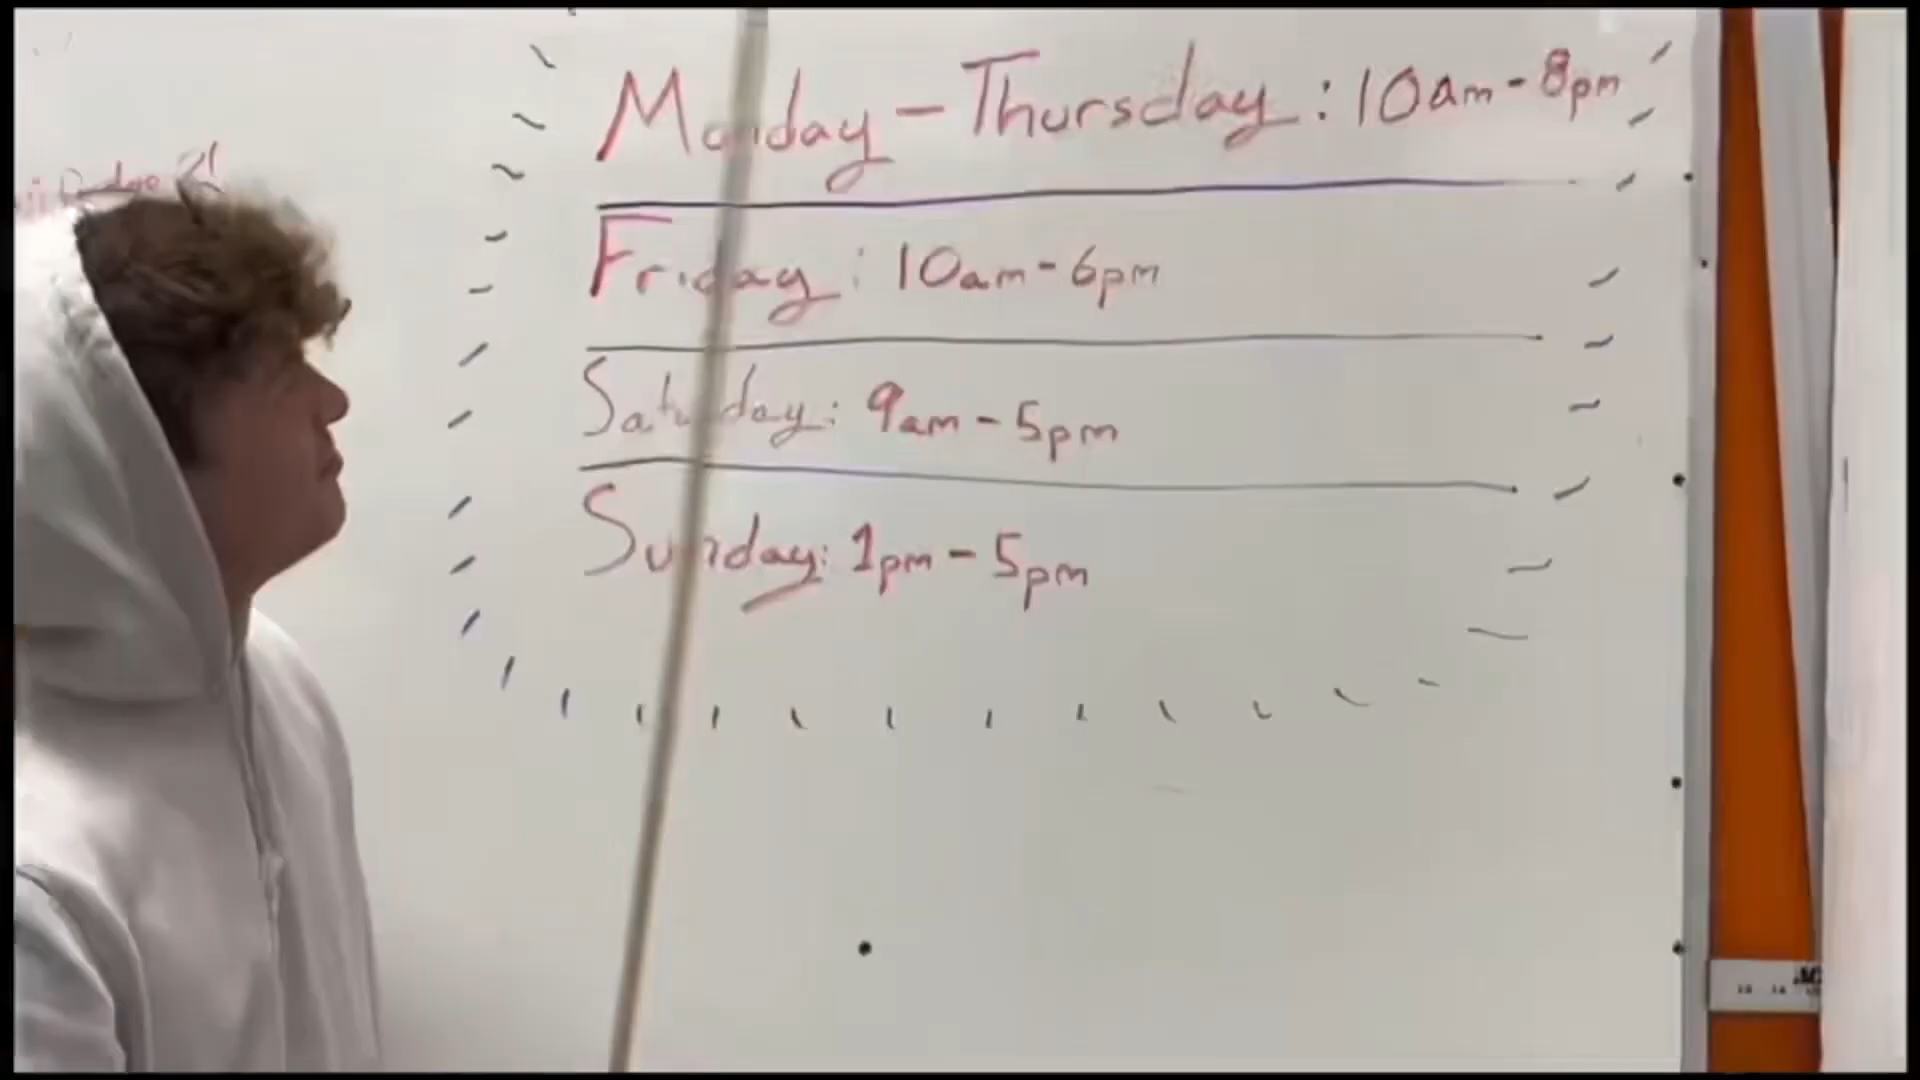 Monday - Thursday: 10am - 8pm
Friday: 10am - 6pm
Saturday: 9am - 5pm
Sunday: 1pm - 5pm